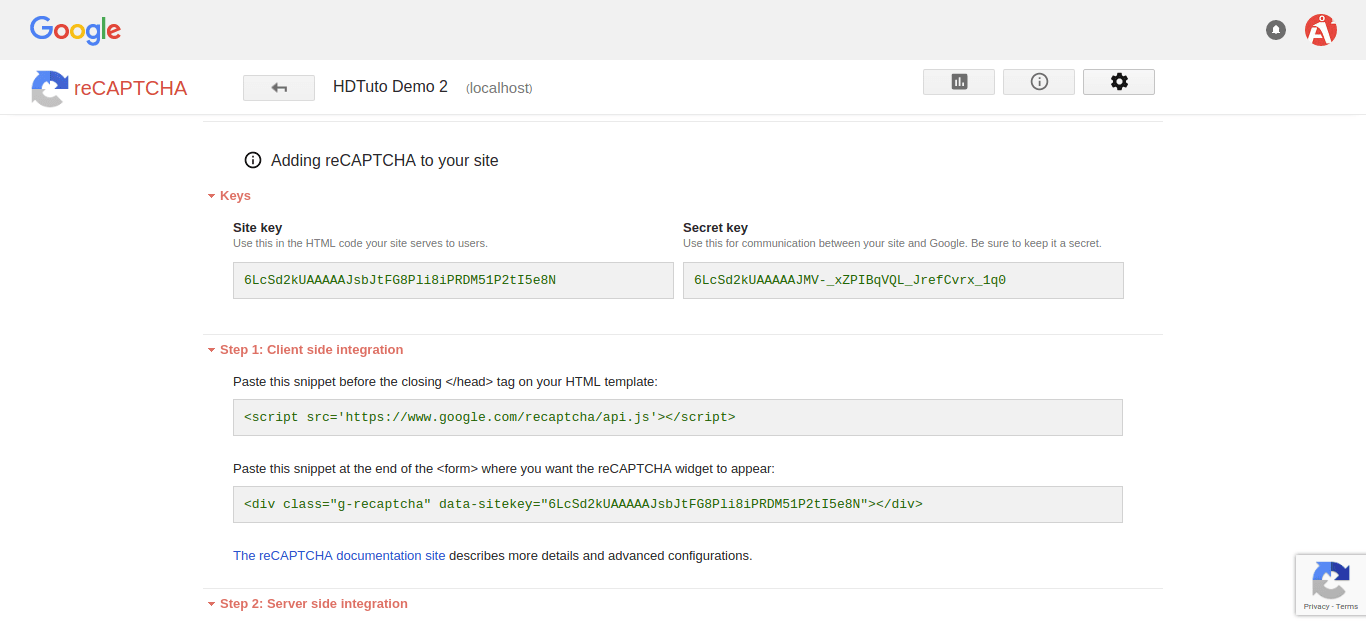 Google
reCAPTCHA
HDTuto Demo 2 (localhost)
Adding reCAPTCHA to your site
Keys
Site key
Use this in the HTML code your site serves to users.
6LcSd2kUAAAAAJsbJtFG8Pli8iPRDM51P2tI5e8N
Secret key
Use this for communication between your site and Google. Be sure to keep it a secret.
6LcSd2kUAAAAAJMV-_xZPIBqVQL_JrefCvrx_1q0
Step 1: Client side integration
Paste this snippet before the closing </head> tag on your HTML template:
<script src='https://www.google.com/recaptcha/api.js'></script>
Paste this snippet at the end of the <form> where you want the reCAPTCHA widget to appear:
<div class="g-recaptcha" data-sitekey="6LcSd2kUAAAAAJsbJtFG8Pli8iPRDM51P2tI5e8N"></div>
The reCAPTCHA documentation site describes more details and advanced configurations.
Step 2: Server side integration
Privacy - Terms